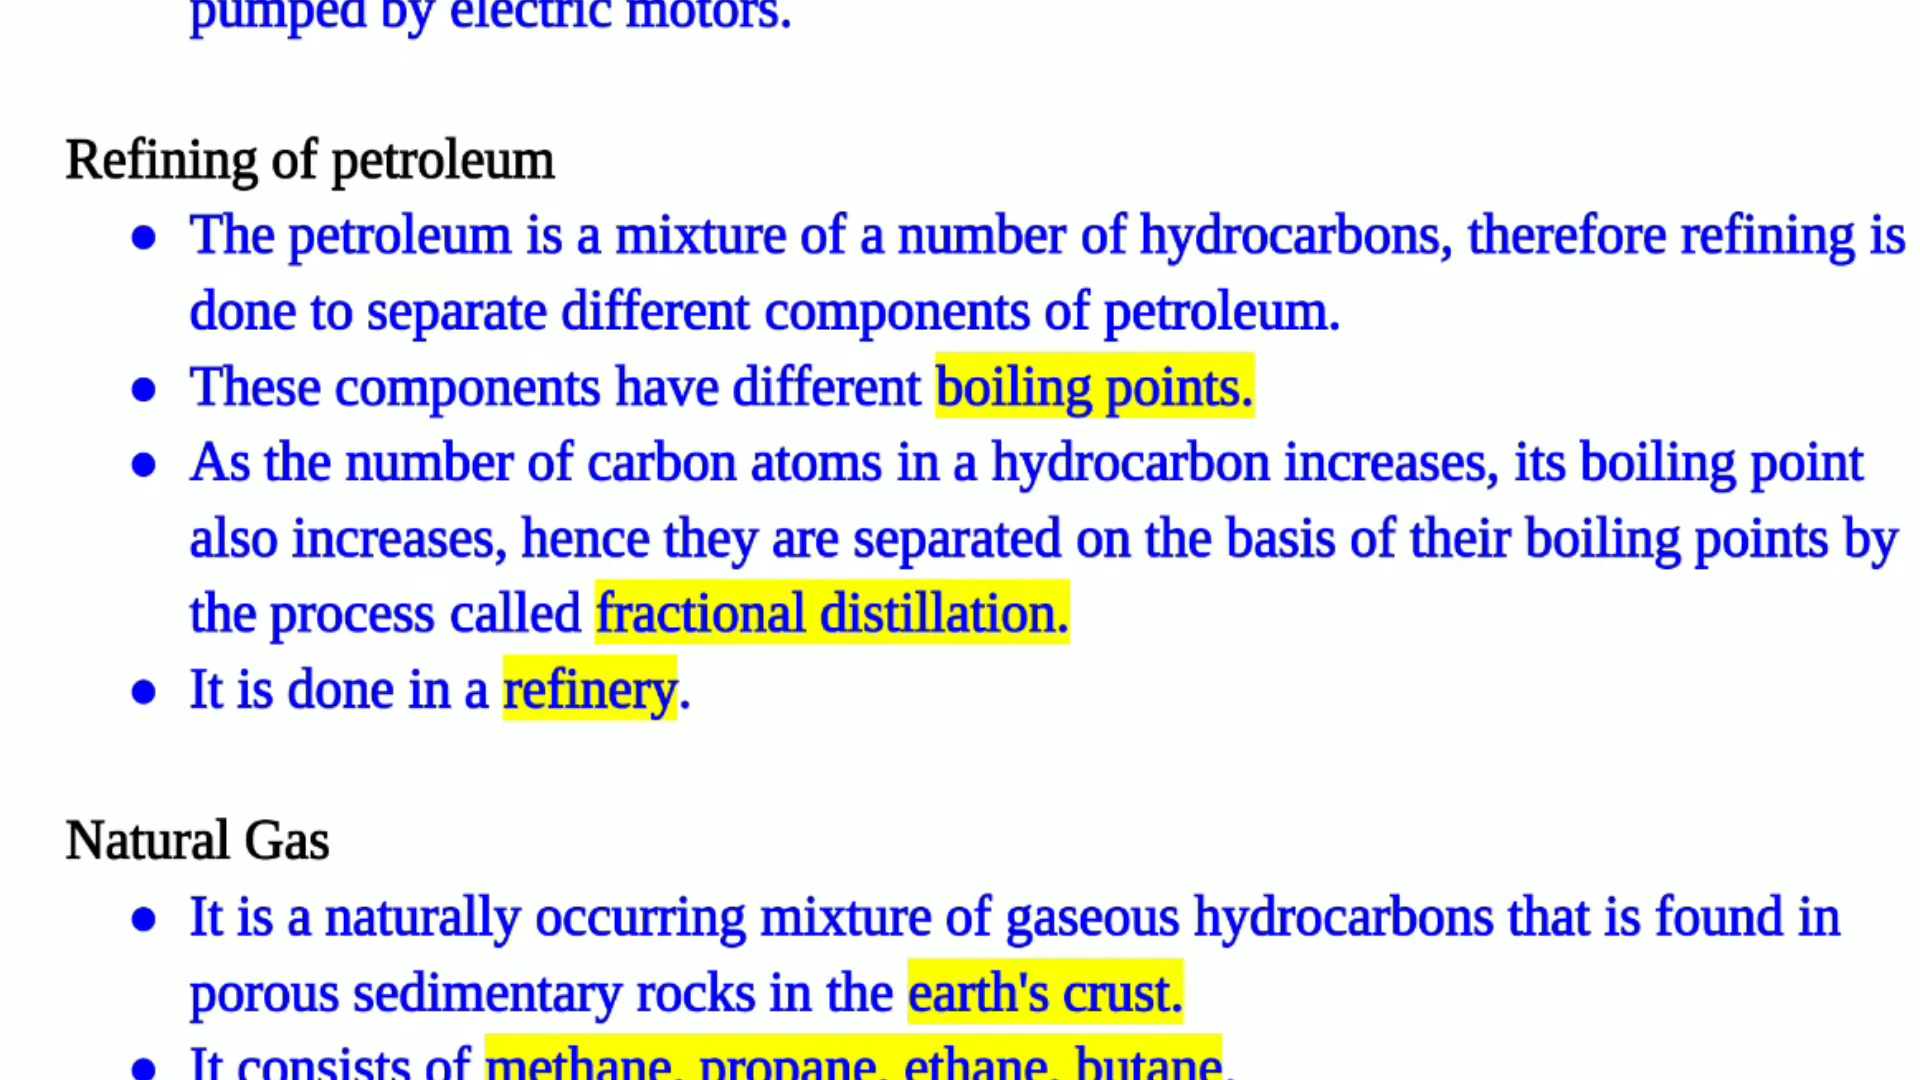 pumped by electric motors.
Refining of petroleum
● The petroleum is a mixture of a number of hydrocarbons, therefore refining is
done to separate different components of petroleum.
● These components have different boiling points.
● As the number of carbon atoms in a hydrocarbon increases, its boiling point
also increases, hence they are separated on the basis of their boiling points by
the process called fractional distillation.
● It is done in a refinery.
Natural Gas
● It is a naturally occurring mixture of gaseous hydrocarbons that is found in
porous sedimentary rocks in the earth's crust.
● It consists of methane, propane, ethane, butane.